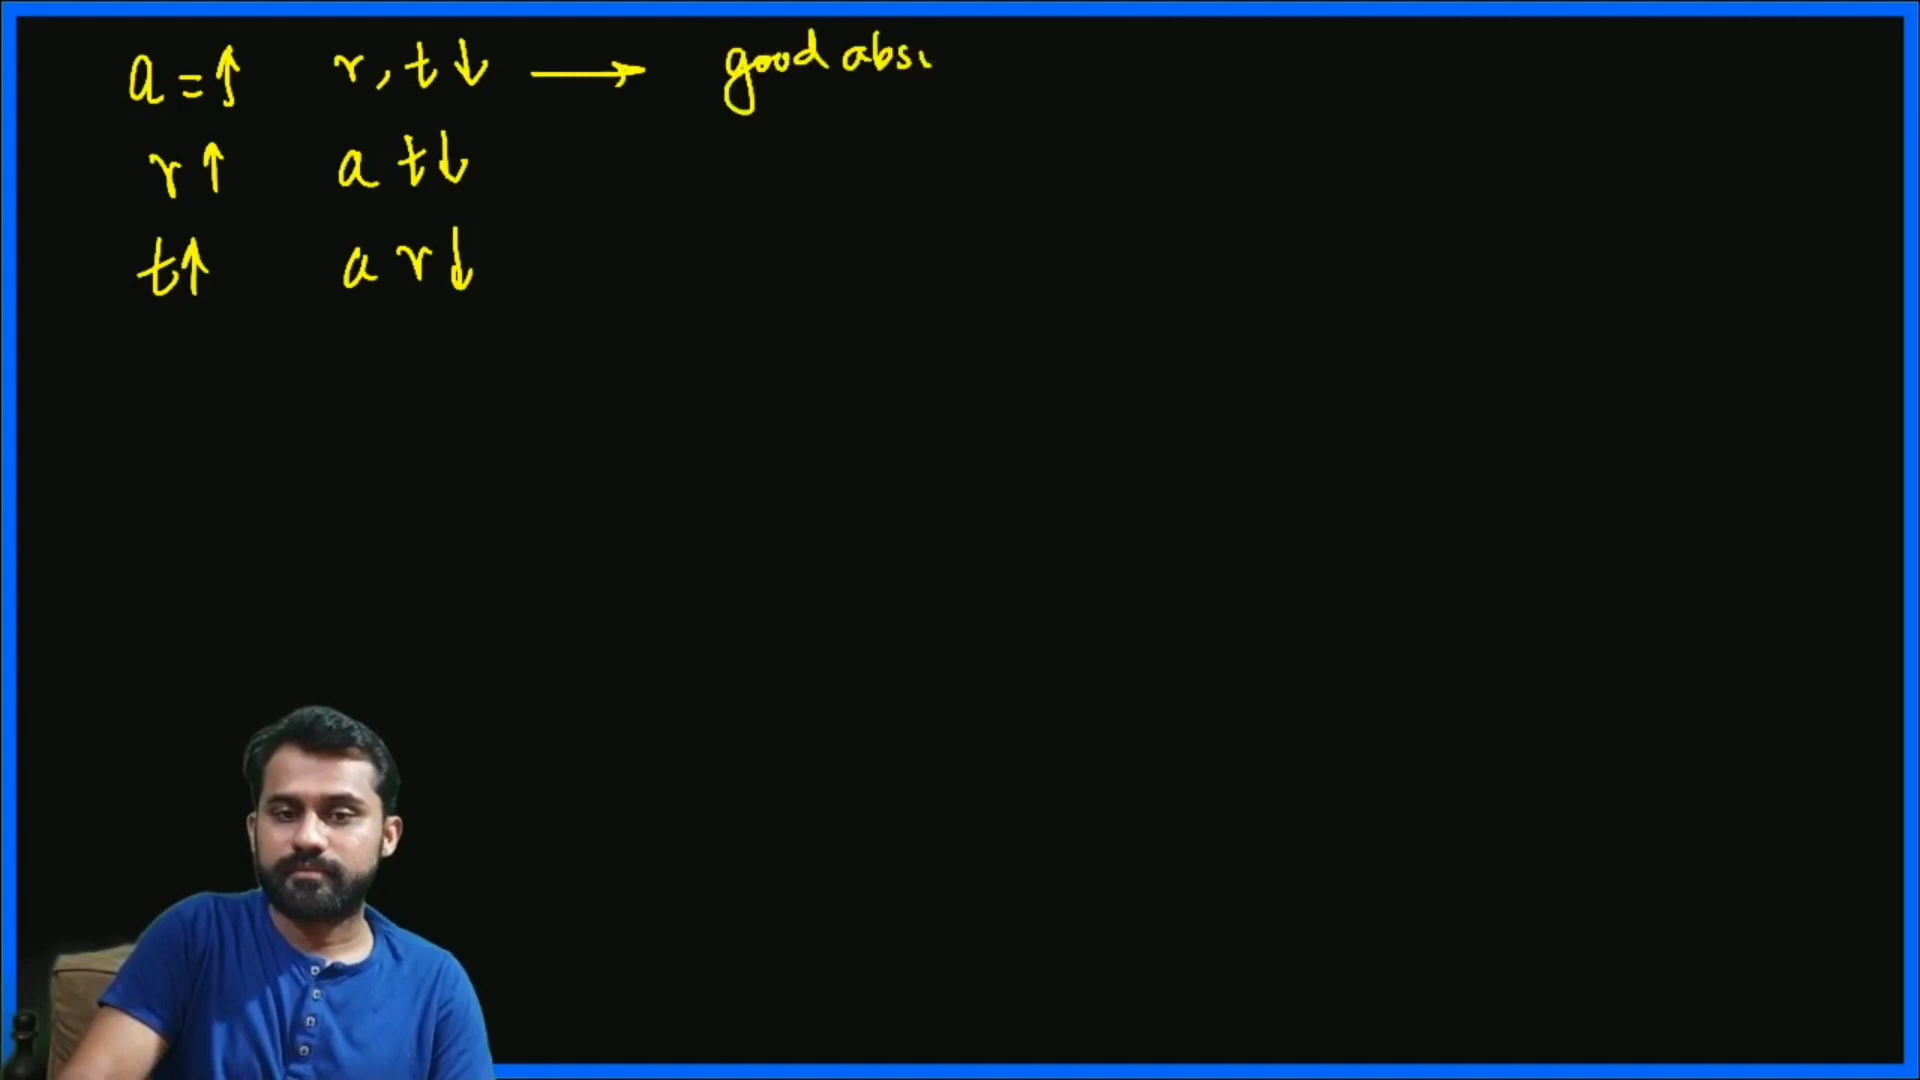 a = ↑ r, t ↓ → good abs
r ↑ a t ↓
t ↑ a r ↓